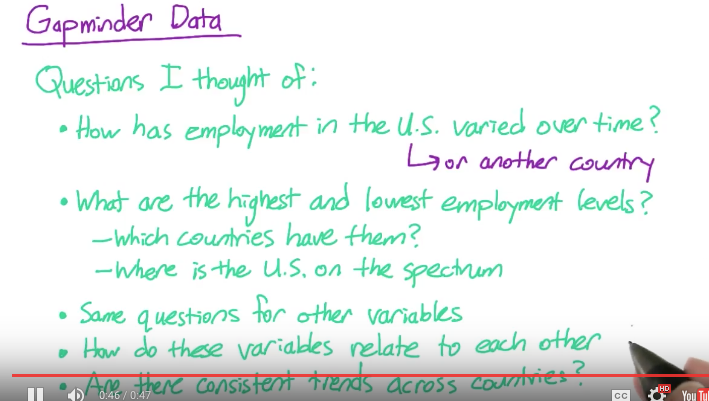 Gapminder Data
Questions I thought of:
• How has employment in the U.S. varied over time?
↳ or another country
• What are the highest and lowest employment levels?
– Which countries have them?
– Where is the U.S. on the spectrum
• Same questions for other variables
• How do these variables relate to each other
• Are there consistent trends across countries?
0:46 / 0:47
CC
HD
You Tu